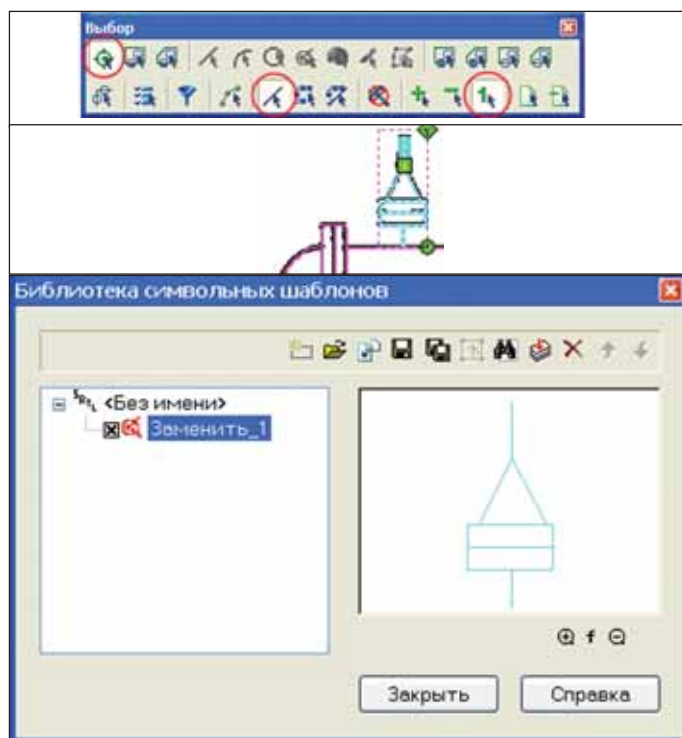 Выбор
Библиотека символьных шаблонов
<Без имени>
Заменить_1
f
Закрыть
Справка